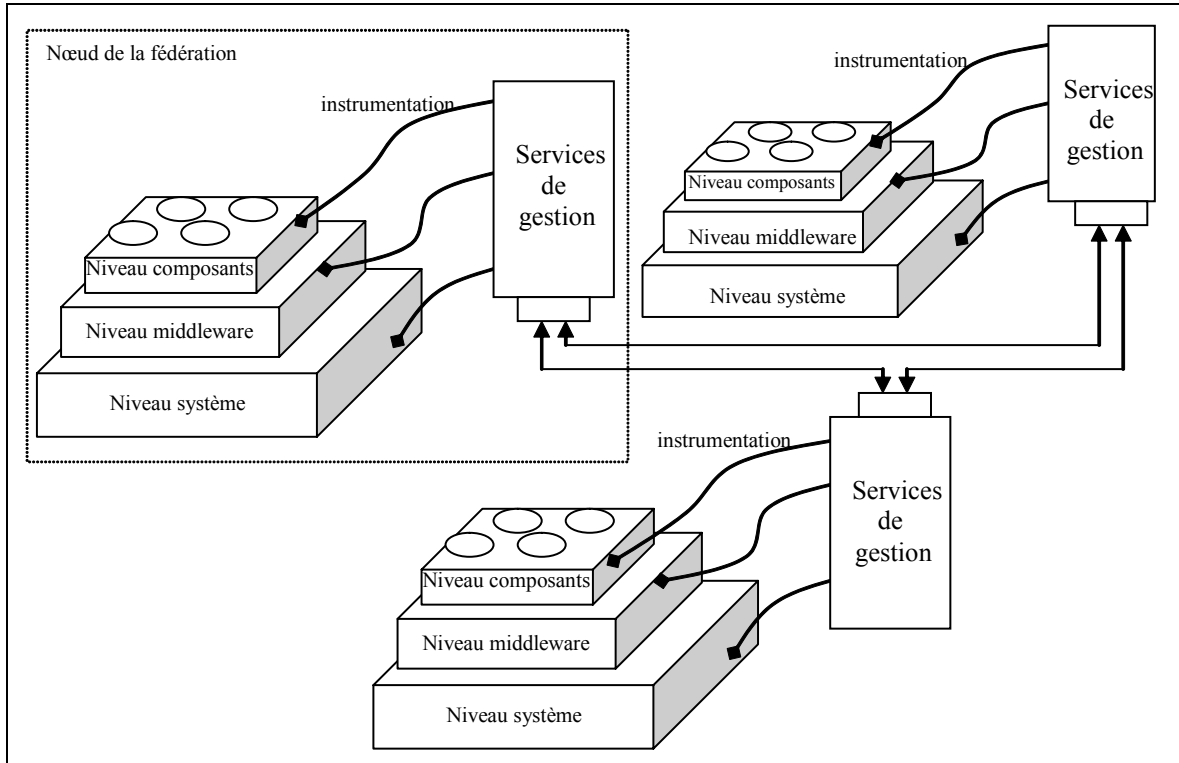 Nœud de la fédération
instrumentation
Services
de
gestion
Niveau composants
Niveau middleware
Niveau système
instrumentation
Services
de
gestion
Niveau composants
Niveau middleware
Niveau système
instrumentation
Services
de
gestion
Niveau composants
Niveau middleware
Niveau système